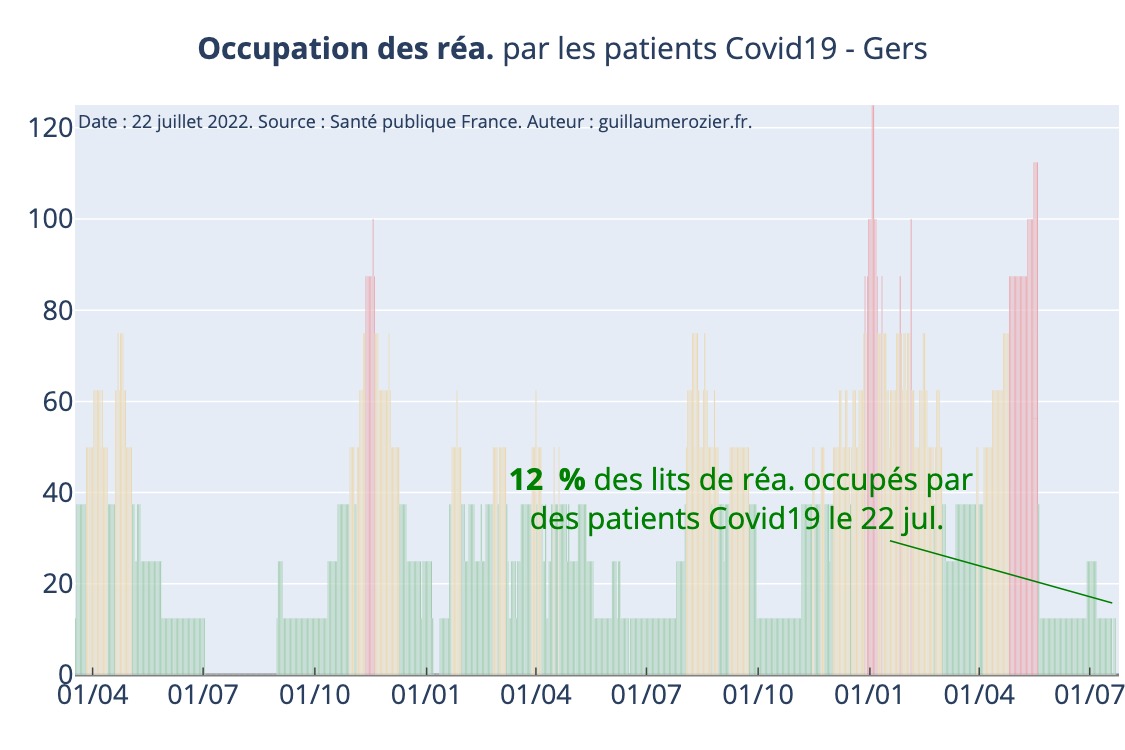 Occupation des réa. par les patients Covid19 - Gers
Date : 22 juillet 2022. Source : Santé publique France. Auteur : guillaumerozier.fr.
120
100
80
60
40
20
0
12 % des lits de réa. occupés par
des patients Covid19 le 22 jul.
01/04 01/07 01/10 01/01 01/04 01/07 01/10 01/01 01/04 01/07